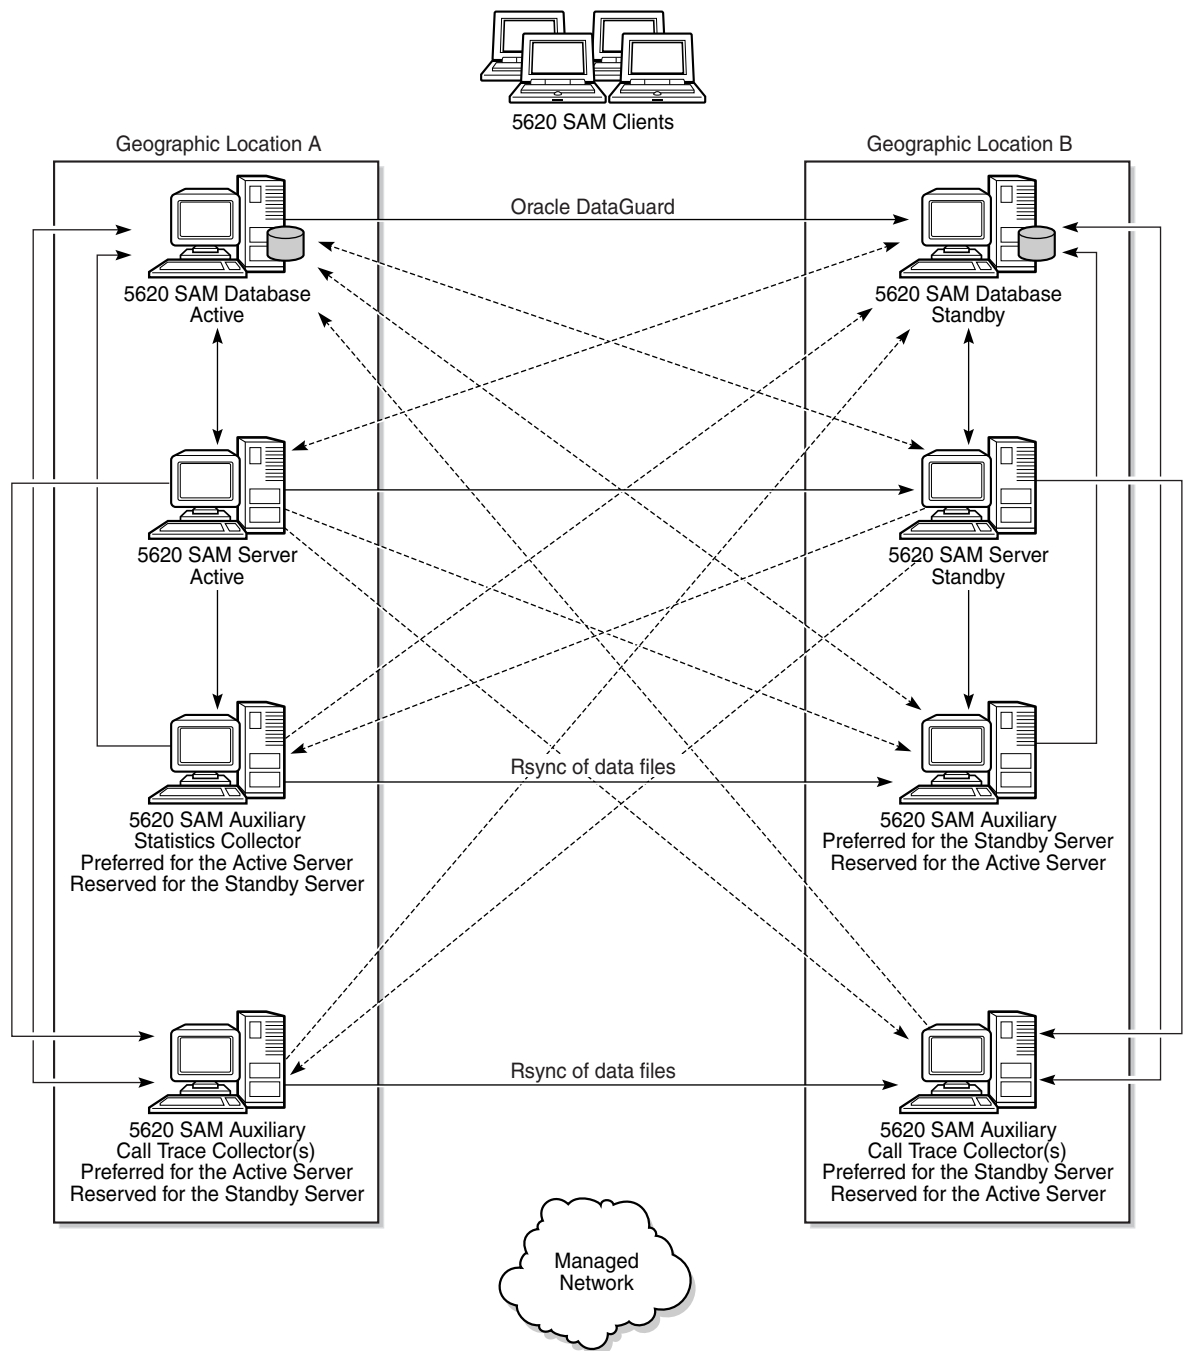 5620 SAM Clients
Geographic Location A
Geographic Location B
Oracle DataGuard
5620 SAM Database
Active
5620 SAM Database
Standby
5620 SAM Server
Active
5620 SAM Server
Standby
Rsync of data files
5620 SAM Auxiliary
Statistics Collector
Preferred for the Active Server
Reserved for the Standby Server
5620 SAM Auxiliary
Preferred for the Standby Server
Reserved for the Active Server
Rsync of data files
5620 SAM Auxiliary
Call Trace Collector(s)
Preferred for the Active Server
Reserved for the Standby Server
5620 SAM Auxiliary
Call Trace Collector(s)
Preferred for the Standby Server
Reserved for the Active Server
Managed
Network